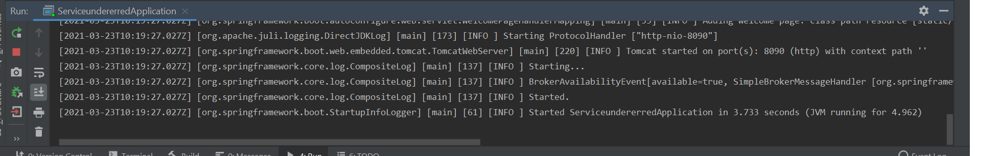 Run: ServiceundererredApplication
[org.springframework.boot.autoconfigure.web.servlet.WelcomePageHandlerMapping] [main] [53] [INFO ] Adding welcome page: class path resource [static/
[2021-03-23T10:19:27.027Z] [org.apache.juli.logging.DirectJDKLog] [main] [173] [INFO ] Starting ProtocolHandler ["http-nio-8090"]
[2021-03-23T10:19:27.027Z] [org.springframework.boot.web.embedded.tomcat.TomcatWebServer] [main] [220] [INFO ] Tomcat started on port(s): 8090 (http) with context path ''
[2021-03-23T10:19:27.027Z] [org.springframework.core.log.CompositeLog] [main] [137] [INFO ] Starting...
[2021-03-23T10:19:27.027Z] [org.springframework.core.log.CompositeLog] [main] [137] [INFO ] BrokerAvailabilityEvent[available=true, SimpleBrokerMessageHandler [org.springframew
[2021-03-23T10:19:27.027Z] [org.springframework.core.log.CompositeLog] [main] [137] [INFO ] Started.
[2021-03-23T10:19:27.027Z] [org.springframework.boot.StartupInfoLogger] [main] [61] [INFO ] Started ServiceundererredApplication in 3.733 seconds (JVM running for 4.962)
9: Version Control Terminal Build 0: Messages 4: Run 6: TODO Event Log